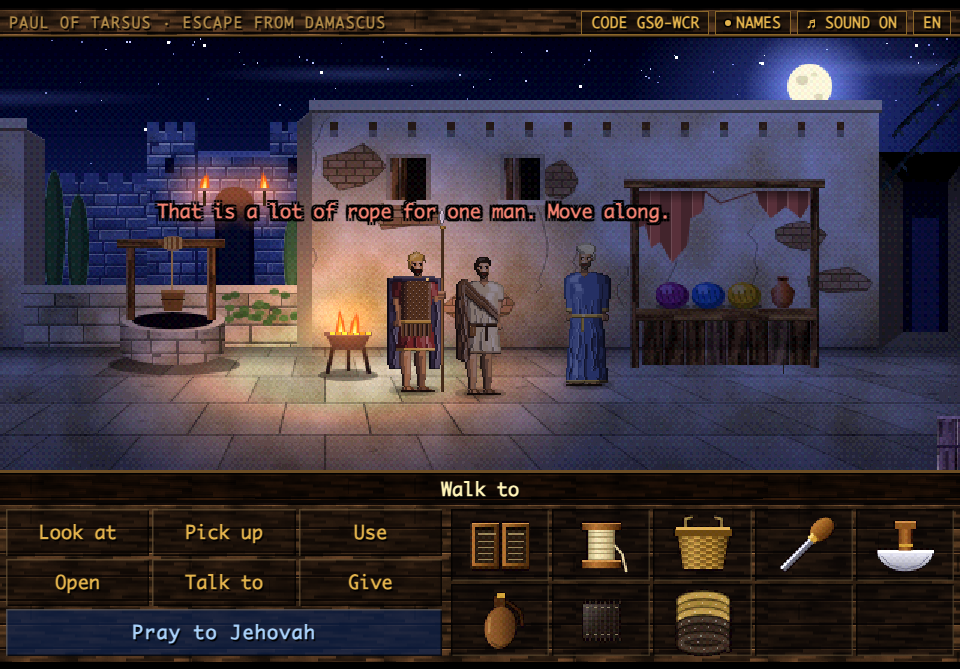 PAUL OF TARSUS · ESCAPE FROM DAMASCUS
CODE GS0-WCR
• NAMES
♬ SOUND ON
EN
That is a lot of rope for one man. Move along.
Walk to
Look at
Pick up
Use
Open
Talk to
Give
Pray to Jehovah